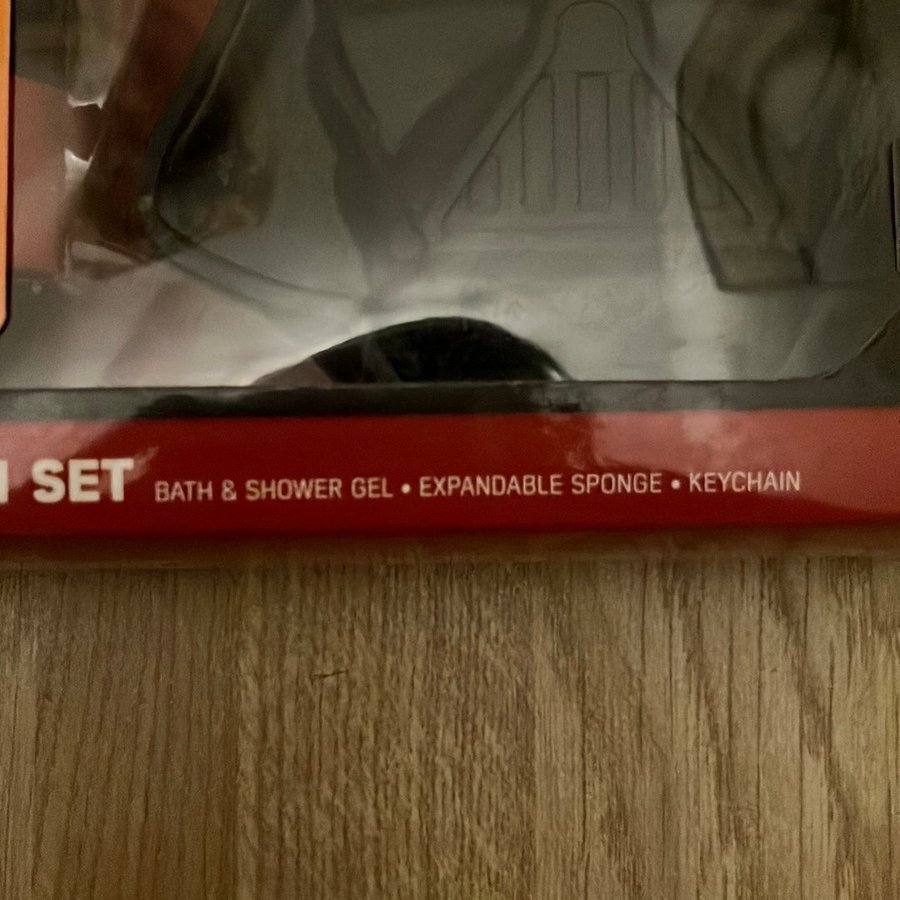 SET BATH & SHOWER GEL • EXPANDABLE SPONGE • KEYCHAIN